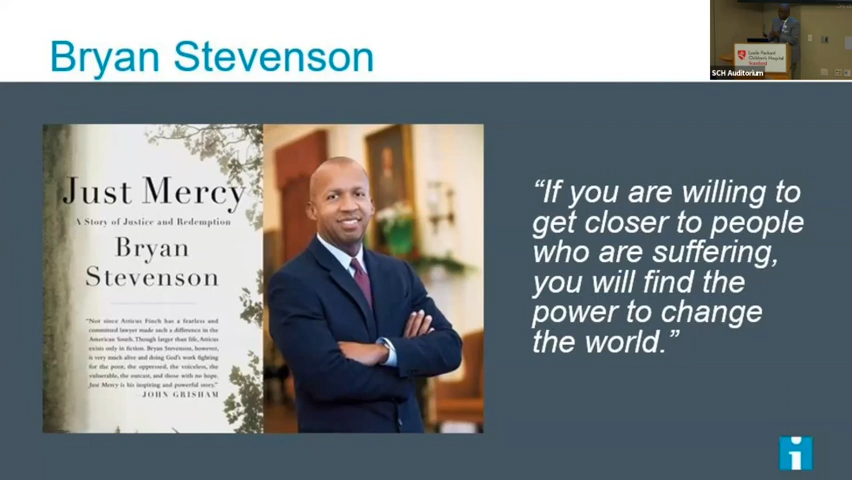 Bryan Stevenson
Lucile Packard
Children's Hospital
Stanford
SCH Auditorium
Just Mercy
A Story of Justice and Redemption
Bryan
Stevenson
"Not since Atticus Finch has a fearless and
committed lawyer made such a difference in the
American South. Though larger than life, Atticus
exists only in fiction. Bryan Stevenson, however,
is very much alive and doing God's work fighting
for the poor, the oppressed, the voiceless, the
vulnerable, the outcast, and those with no hope.
Just Mercy is his inspiring and powerful story."
—JOHN GRISHAM
“If you are willing to
get closer to people
who are suffering,
you will find the
power to change
the world.”
i